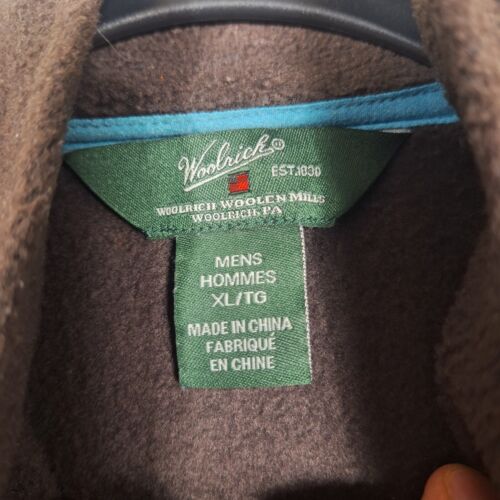 Woolrich®
EST.1830
WOOLRICH WOOLEN MILLS
WOOLRICH, PA
MENS
HOMMES
XL/TG
MADE IN CHINA
FABRIQUÉ
EN CHINE